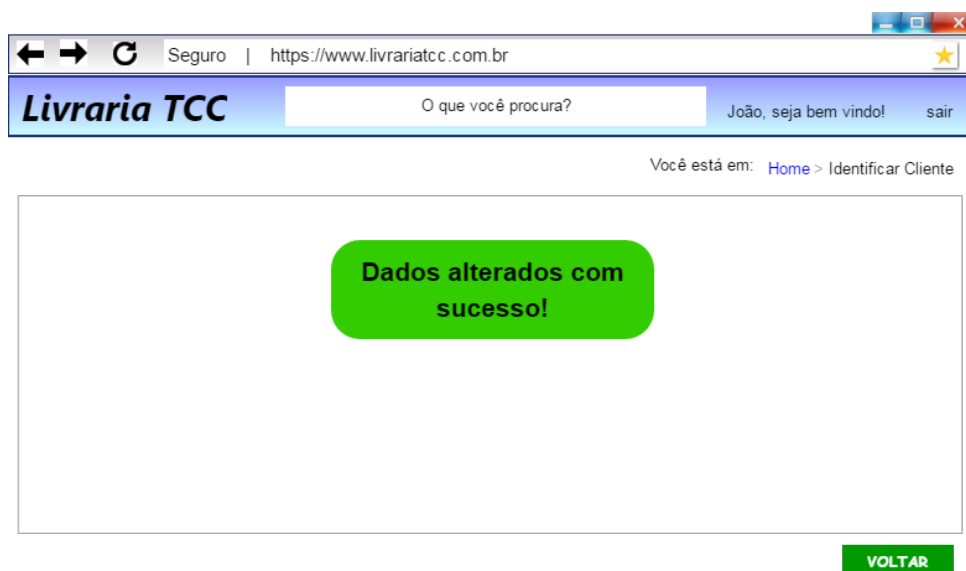 Seguro | https://www.livrariatcc.com.br
Livraria TCC O que você procura? João, seja bem vindo! sair
Você está em: Home > Identificar Cliente
Dados alterados com
sucesso!
VOLTAR